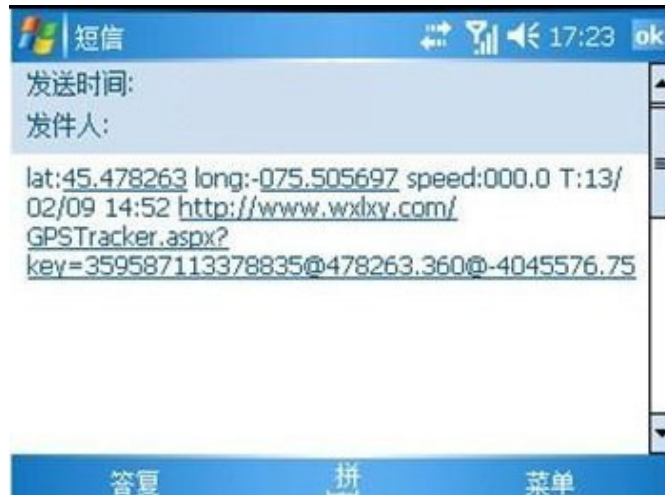 短信 17:23 ok
发送时间:
发件人:
lat:45.478263 long:-075.505697 speed:000.0 T:13/
02/09 14:52 http://www.wxlxy.com/
GPSTracker.aspx?
key=359587113378835@478263.360@-4045576.75
答复 拼 菜单